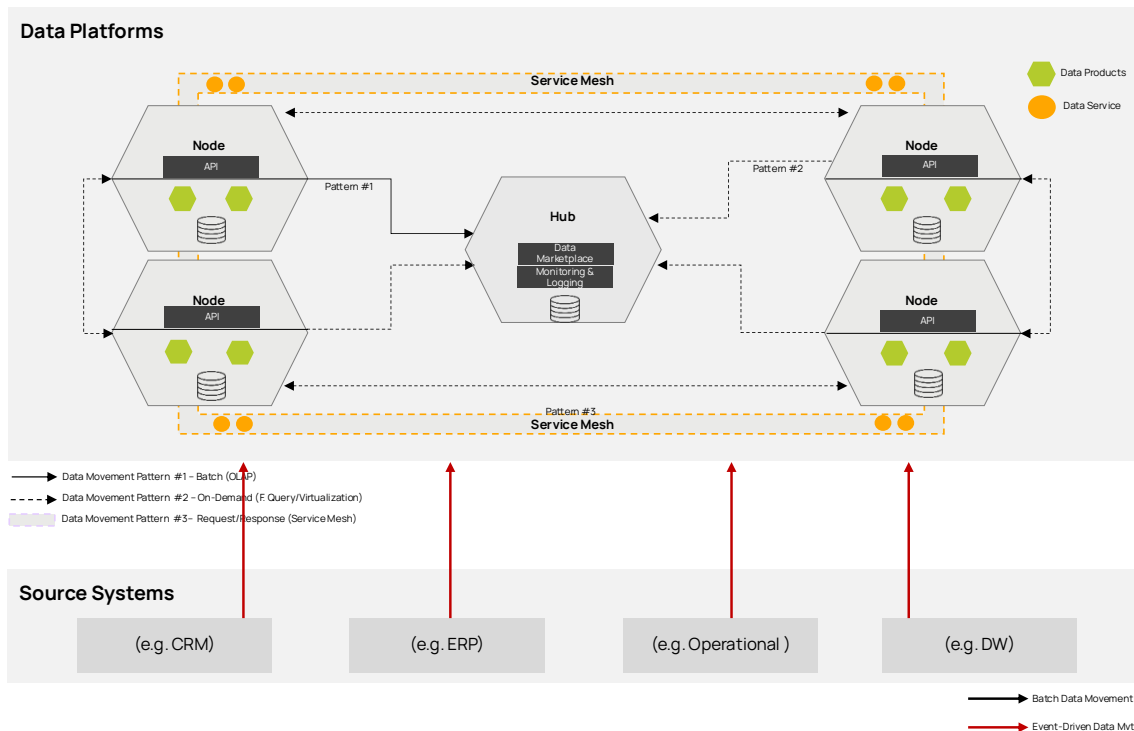 Data Platforms
Service Mesh
Data Products
Data Service
Node
API
Node
API
Pattern #1
Pattern #2
Hub
Data
Marketplace
Monitoring &
Logging
Node
API
Node
API
Pattern #3
Service Mesh
Data Movement Pattern #1 – Batch (OLAP)
Data Movement Pattern #2 – On-Demand (F. Query/Virtualization)
Data Movement Pattern #3– Request/Response (Service Mesh)
Source Systems
(e.g. CRM)
(e.g. ERP)
(e.g. Operational )
(e.g. DW)
Batch Data Movement
Event-Driven Data Mvt